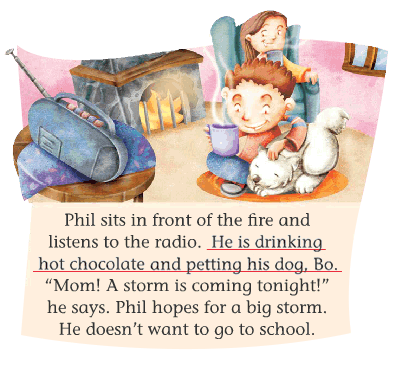 Phil sits in front of the fire and
listens to the radio. He is drinking
hot chocolate and petting his dog, Bo.
“Mom! A storm is coming tonight!”
he says. Phil hopes for a big storm.
He doesn’t want to go to school.